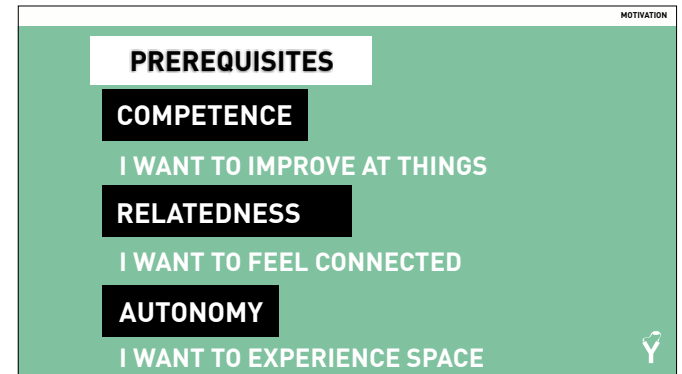 MOTIVATION
PREREQUISITES
COMPETENCE
I WANT TO IMPROVE AT THINGS
RELATEDNESS
I WANT TO FEEL CONNECTED
AUTONOMY
I WANT TO EXPERIENCE SPACE
Y